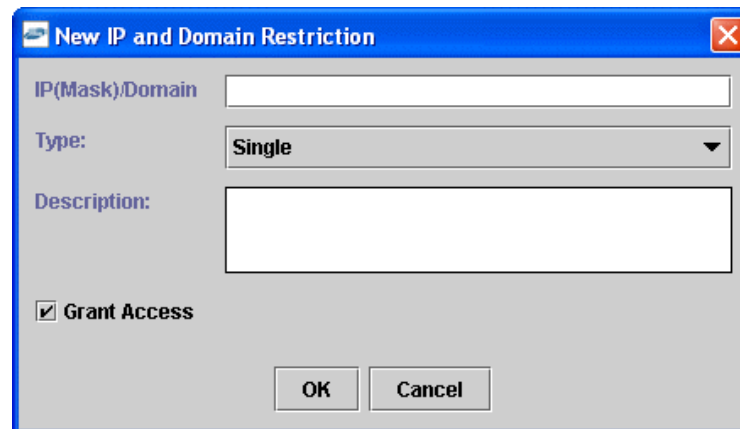 New IP and Domain Restriction
IP(Mask)/Domain
Type:
Single
Description:
Grant Access
OK
Cancel